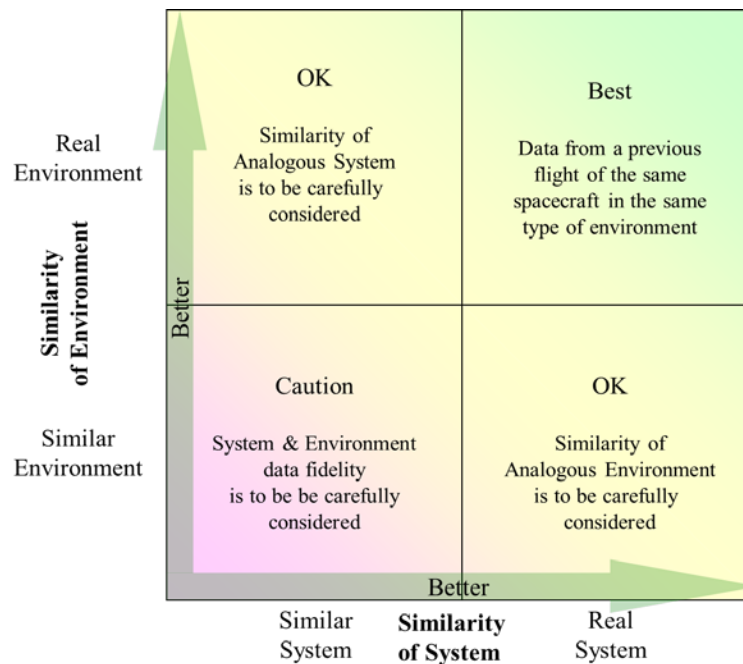 OK
Similarity of
Analogous System
is to be carefully
considered
Best
Data from a previous
flight of the same
spacecraft in the same
type of environment
Real
Environment
Similarity
of Environment
Better
Similar
Environment
Caution
System & Environment
data fidelity
is to be be carefully
considered
OK
Similarity of
Analogous Environment
is to be carefully
considered
Better
Similar
System
Similarity
of System
Real
System